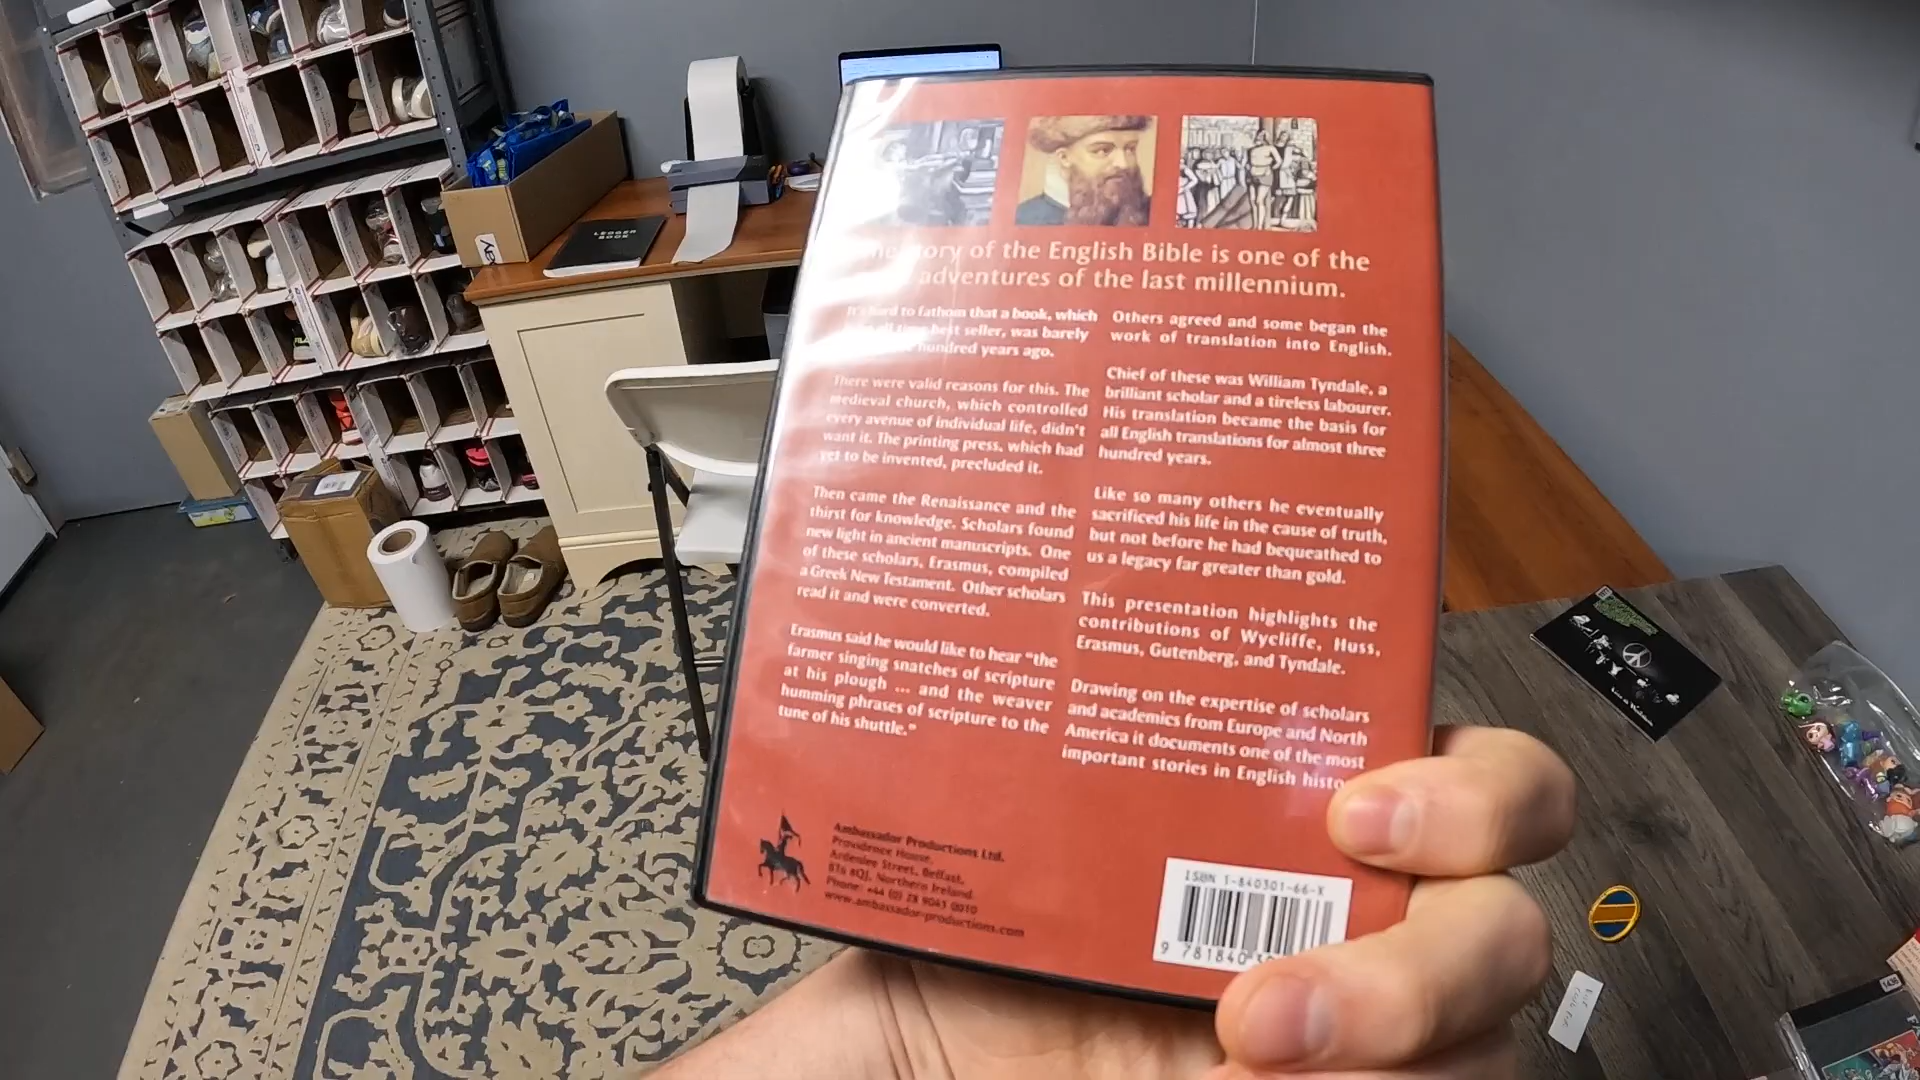 LEDGER
BOOK
ory of the English Bible is one of the
adventures of the last millennium.
It's hard to fathom that a book, which
best seller, was barely
hundred years ago.
There were valid reasons for this. The
medieval church, which controlled
every avenue of individual life, didn't
want it. The printing press, which had
yet to be invented, precluded it.
Then came the Renaissance and the
thirst for knowledge. Scholars found
new light in ancient manuscripts. One
of these scholars, Erasmus, compiled
a Greek New Testament. Other scholars
read it and were converted.
Erasmus said he would like to hear "the
farmer singing snatches of scripture
at his plough ... and the weaver
humming phrases of scripture to the
tune of his shuttle."
Others agreed and some began the
work of translation into English.
Chief of these was William Tyndale, a
brilliant scholar and a tireless labourer.
His translation became the basis for
all English translations for almost three
hundred years.
Like so many others he eventually
sacrificed his life in the cause of truth,
but not before he had bequeathed to
us a legacy far greater than gold.
This presentation highlights the
contributions of Wycliffe, Huss,
Erasmus, Gutenberg, and Tyndale.
Drawing on the expertise of scholars
and academics from Europe and North
America it documents one of the most
important stories in English histo
Ambassador Productions Ltd.
Providence House,
Ardenlee Street, Belfast,
BT6 8QJ, Northern Ireland.
Phone: +44 (0) 28 9045 0010
www.ambassador-productions.com
ISBN 1-840301-66-X
9 781840
1436